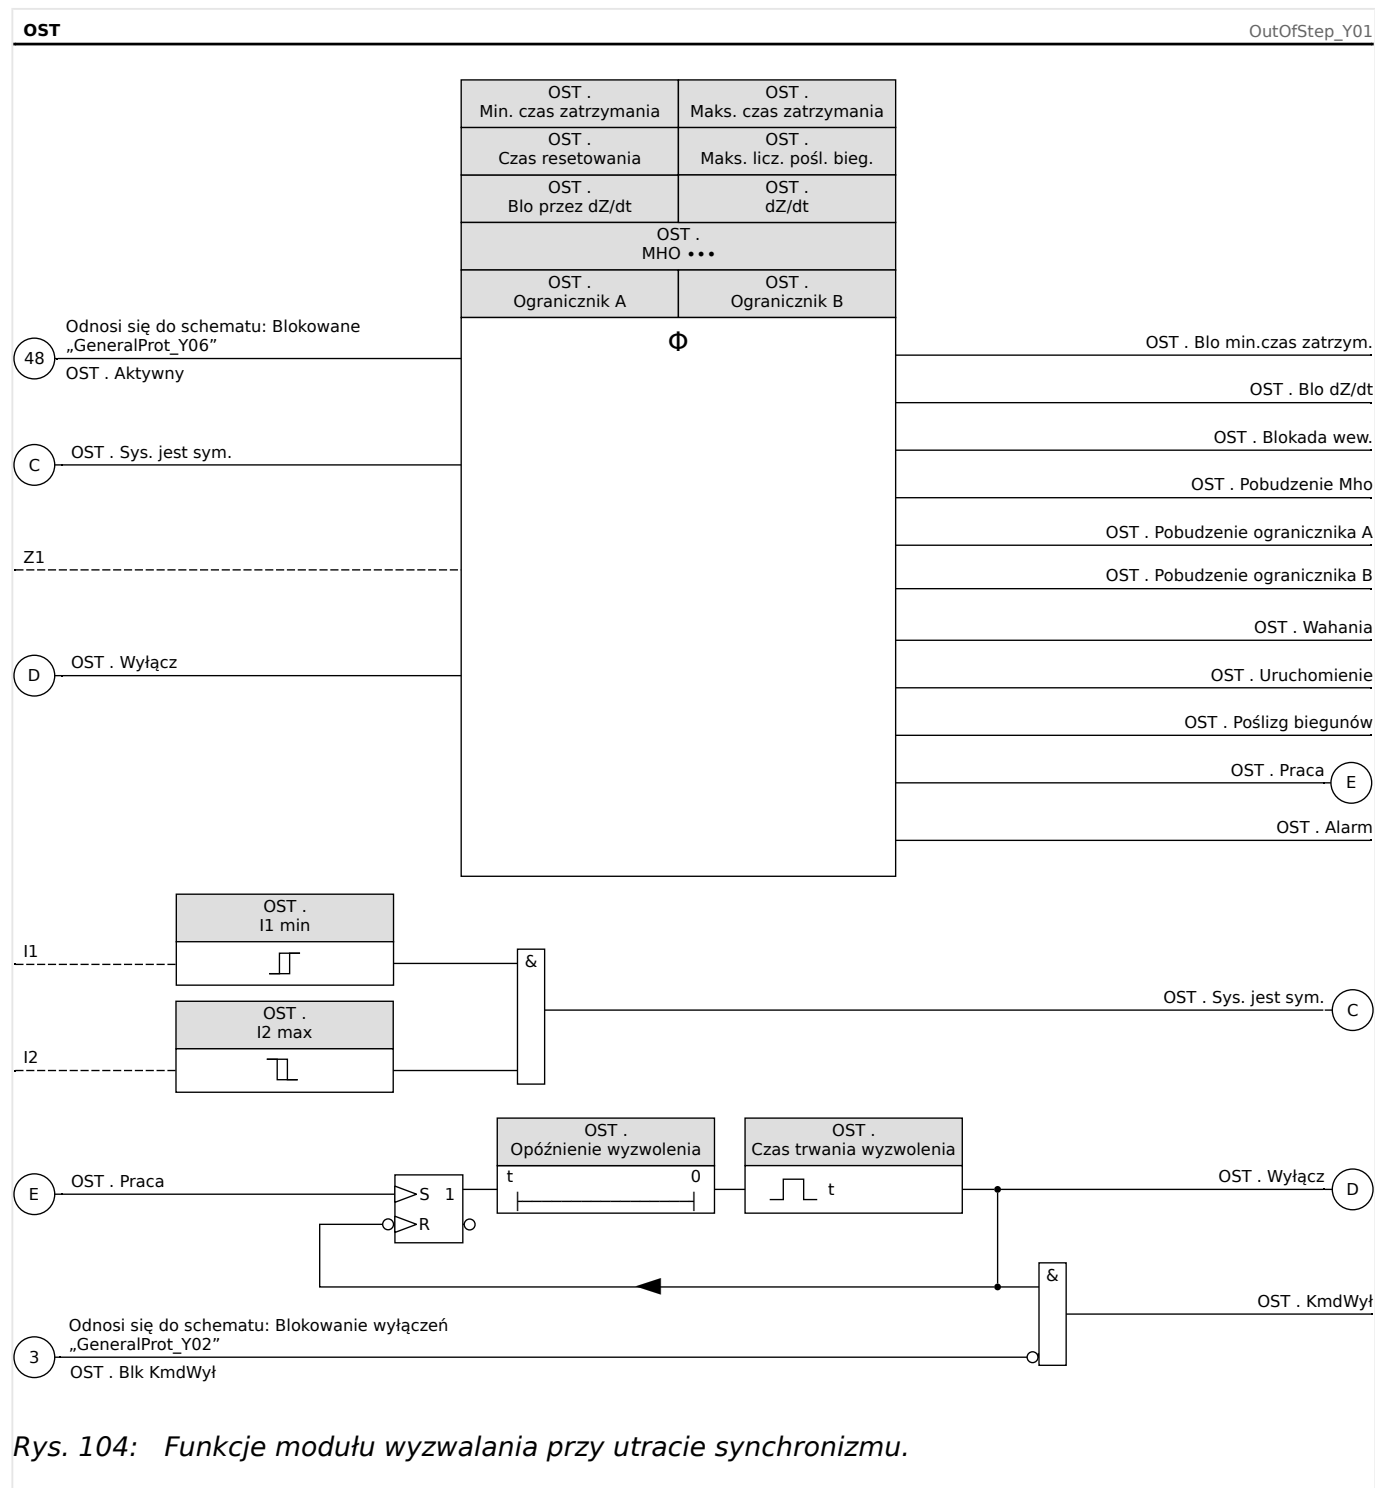 OST
OutOfStep_Y01
OST .
Min. czas zatrzymania
OST .
Maks. czas zatrzymania
OST .
Czas resetowania
OST .
Maks. licz. pośl. bieg.
OST .
Blo przez dZ/dt
OST .
dZ/dt
OST .
MHO •••
OST .
Ogranicznik A
OST .
Ogranicznik B
Φ
Odnosi się do schematu: Blokowane
„GeneralProt_Y06”
48
OST . Aktywny
C
OST . Sys. jest sym.
Z1
D
OST . Wyłącz
OST . Blo min.czas zatrzym.
OST . Blo dZ/dt
OST . Blokada wew.
OST . Pobudzenie Mho
OST . Pobudzenie ogranicznika A
OST . Pobudzenie ogranicznika B
OST . Wahania
OST . Uruchomienie
OST . Poślizg biegunów
OST . Praca
E
OST . Alarm
OST .
I1 min
I1
OST .
I2 max
I2
&
OST . Sys. jest sym.
C
E
OST . Praca
S 1
R
OST .
Opóźnienie wyzwolenia
t 0
OST .
Czas trwania wyzwolenia
t
OST . Wyłącz
D
&
OST . KmdWył
Odnosi się do schematu: Blokowanie wyłączeń
„GeneralProt_Y02”
3
OST . Blk KmdWył
Rys. 104: Funkcje modułu wyzwalania przy utracie synchronizmu.